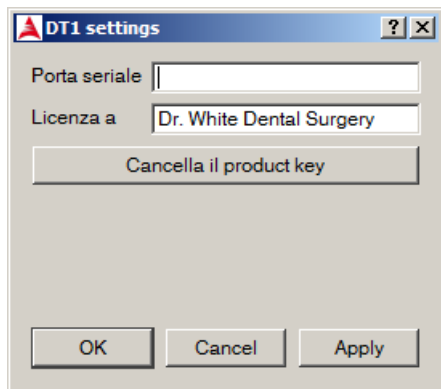 DT1 settings
Porta seriale
Licenza a Dr. White Dental Surgery
Cancella il product key
OK Cancel Apply